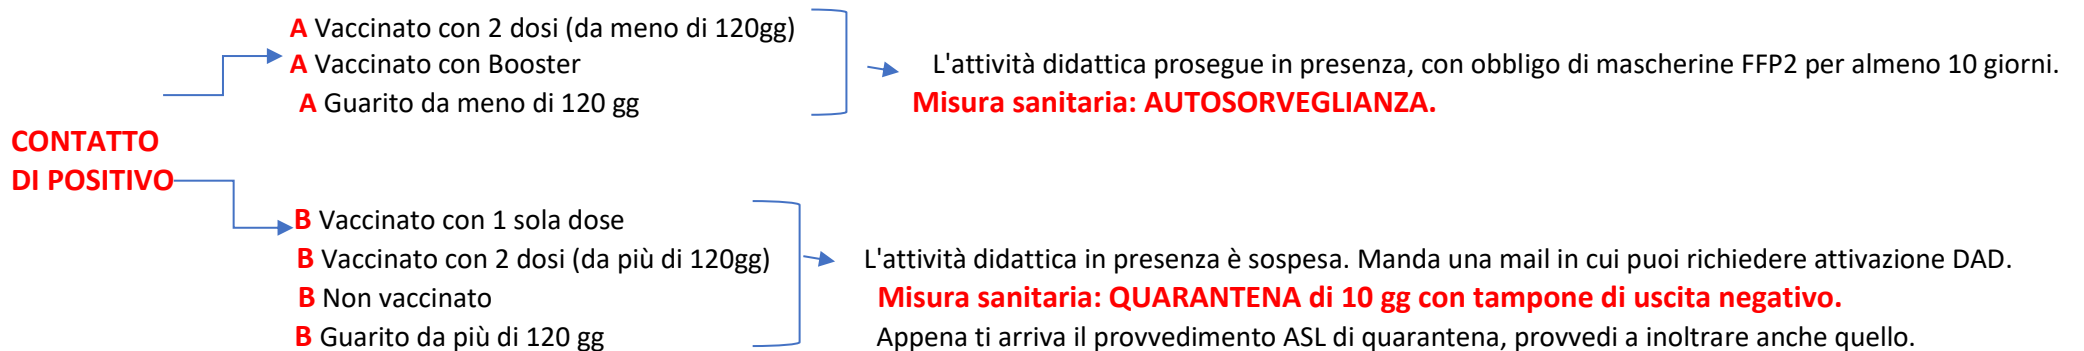 CONTATTO
DI POSITIVO
A Vaccinato con 2 dosi (da meno di 120gg)
A Vaccinato con Booster
A Guarito da meno di 120 gg
L'attività didattica prosegue in presenza, con obbligo di mascherine FFP2 per almeno 10 giorni.
Misura sanitaria: AUTOSORVEGLIANZA.
B Vaccinato con 1 sola dose
B Vaccinato con 2 dosi (da più di 120gg)
B Non vaccinato
B Guarito da più di 120 gg
L'attività didattica in presenza è sospesa. Manda una mail in cui puoi richiedere attivazione DAD.
Misura sanitaria: QUARANTENA di 10 gg con tampone di uscita negativo.
Appena ti arriva il provvedimento ASL di quarantena, provvedi a inoltrare anche quello.